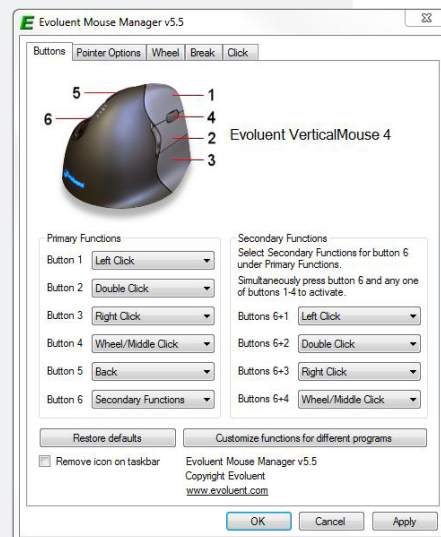 Evoluent Mouse Manager v5.5
Buttons Pointer Options Wheel Break Click
5 1
6 4
2
3
Evoluent VerticalMouse 4
Evoluent
Primary Functions
Button 1 Left Click
Button 2 Double Click
Button 3 Right Click
Button 4 Wheel/Middle Click
Button 5 Back
Button 6 Secondary Functions
Secondary Functions
Select Secondary Functions for button 6
under Primary Functions.
Simultaneously press button 6 and any one
of buttons 1-4 to activate.
Buttons 6+1 Left Click
Buttons 6+2 Double Click
Buttons 6+3 Right Click
Buttons 6+4 Wheel/Middle Click
Restore defaults Customize functions for different programs
Remove icon on taskbar
Evoluent Mouse Manager v5.5
Copyright Evoluent
www.evoluent.com
OK Cancel Apply